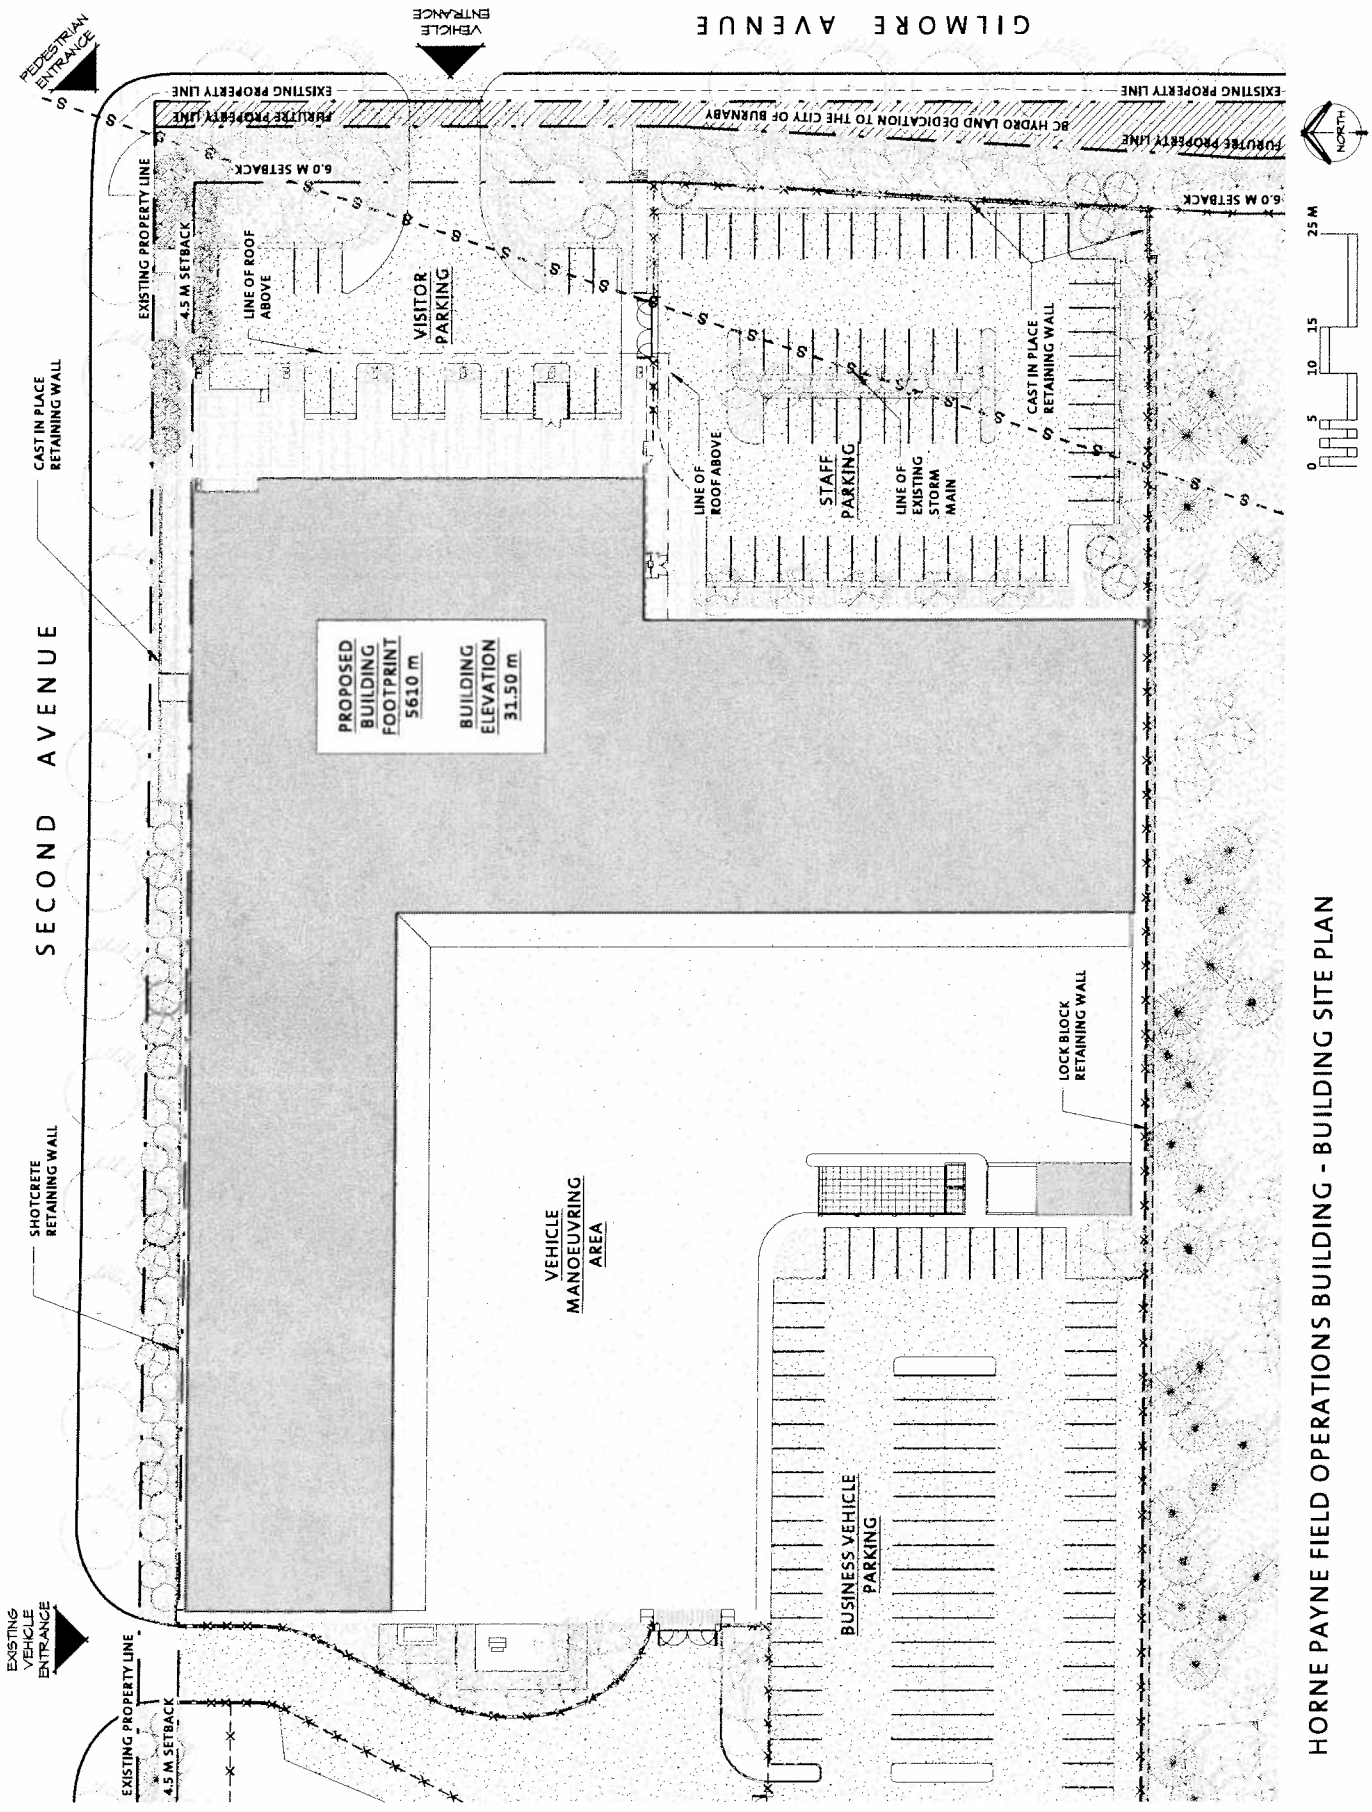 PEDESTRIAN
ENTRANCE
VEHICLE
ENTRANCE
GILMORE AVENUE
EXISTING PROPERTY LINE
EXISTING PROPERTY LINE
FURUTRE PROPERTY LINE
BC HYDRO LAND DEDICATION TO THE CITY OF BURNABY
FURUTRE PROPERTY LINE
6.0 M SETBACK
6.0 M SETBACK
NORTH
EXISTING PROPERTY LINE
4.5 M SETBACK
LINE OF ROOF
ABOVE
VISITOR
PARKING
CAST IN PLACE
RETAINING WALL
CAST IN PLACE
RETAINING WALL
0 5 10 15 25 M
LINE OF
ROOF ABOVE
STAFF
PARKING
LINE OF
EXISTING
STORM
MAIN
SECOND AVENUE
PROPOSED
BUILDING
FOOTPRINT
5610 m
BUILDING
ELEVATION
31.50 m
SHOTCRETE
RETAINING WALL
LOCK BLOCK
RETAINING WALL
VEHICLE
MANOEUVRING
AREA
BUSINESS VEHICLE
PARKING
EXISTING
VEHICLE
ENTRANCE
EXISTING PROPERTY LINE
4.5 M SETBACK
HORNE PAYNE FIELD OPERATIONS BUILDING - BUILDING SITE PLAN